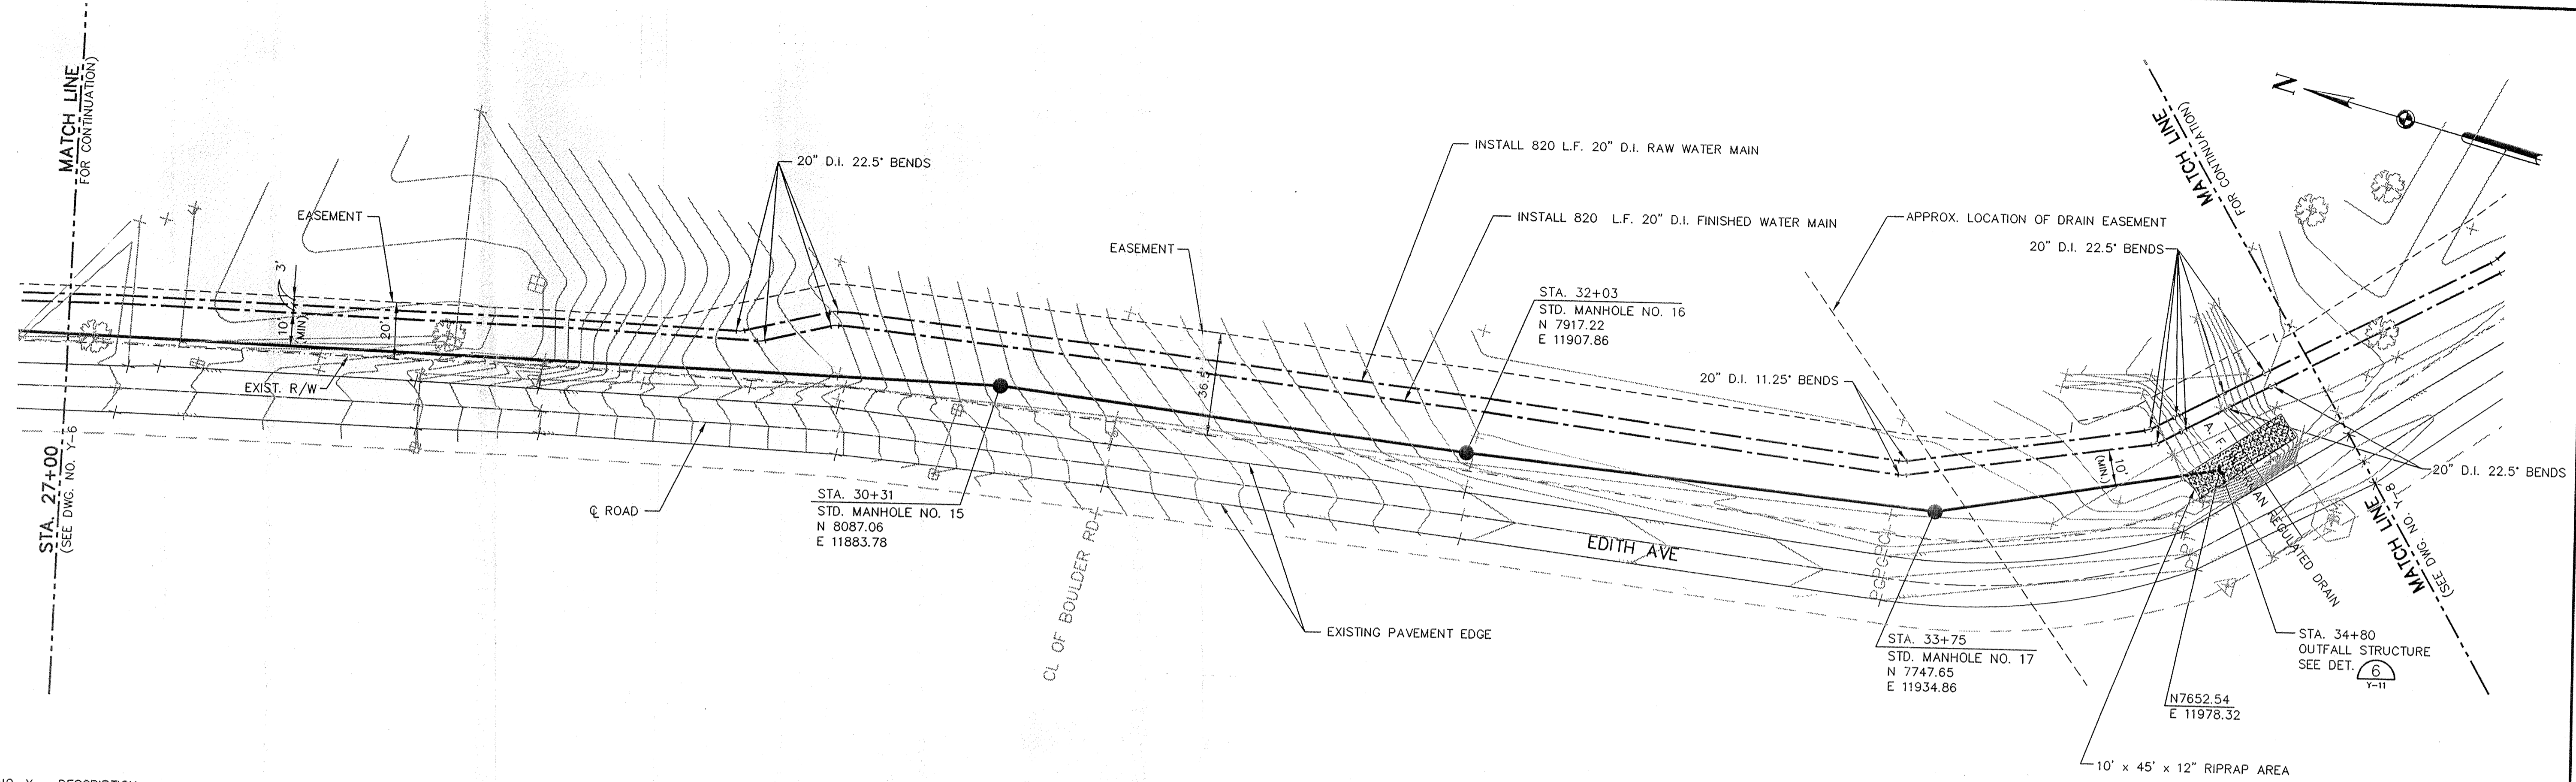 MATCH LINE
FOR CONTINUATION)
STA. 27+00
(SEE DWG. NO. Y-6
EASEMENT
3'
10'
(MIN)
20'
EXIST. R/W
20" D.I. 22.5° BENDS
℄ ROAD
STA. 30+31
STD. MANHOLE NO. 15
N 8087.06
E 11883.78
CL OF BOULDER RD
EASEMENT
36.5'
INSTALL 820 L.F. 20" D.I. RAW WATER MAIN
INSTALL 820 L.F. 20" D.I. FINISHED WATER MAIN
STA. 32+03
STD. MANHOLE NO. 16
N 7917.22
E 11907.86
EXISTING PAVEMENT EDGE
EDITH AVE
APPROX. LOCATION OF DRAIN EASEMENT
20" D.I. 11.25° BENDS
20" D.I. 22.5° BENDS
STA. 33+75
STD. MANHOLE NO. 17
N 7747.65
E 11934.86
10'
(MIN)
MATCH LINE
FOR CONTINUATION)
N
20" D.I. 22.5° BENDS
REGULATED DRAIN
MATCH LINE
(SEE DWG. NO. Y-8
STA. 34+80
OUTFALL STRUCTURE
SEE DET.
6
Y-11
N7652.54
E 11978.32
10' x 45' x 12" RIPRAP AREA
DESCRIPTION